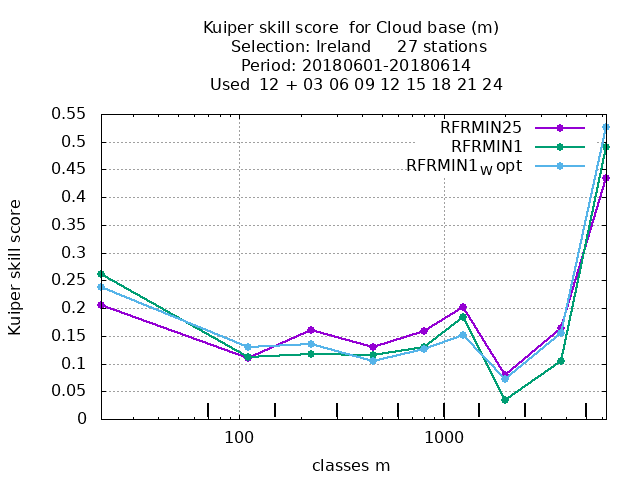 Kuiper skill score  for Cloud base (m)
Selection: Ireland     27 stations
Period: 20180601-20180614
Used  12 + 03 06 09 12 15 18 21 24
RFRMIN25
RFRMIN1
RFRMIN1W opt
0.55
0.5
0.45
0.4
0.35
0.3
0.25
0.2
0.15
0.1
0.05
0
Kuiper skill score
100
1000
classes m